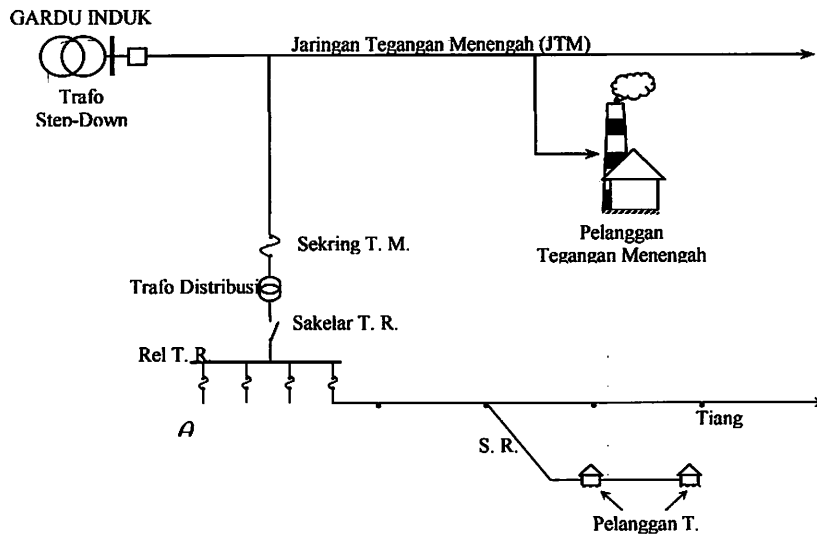 GARDU INDUK
Jaringan Tegangan Menengah (JTM)
Trafo
Step-Down
Pelanggan
Tegangan Menengah
Sekring T. M.
Trafo Distribusi
Sakelar T. R.
Rel T. R.
A
Tiang
S. R.
Pelanggan T.